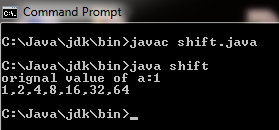 Command Prompt
C:\Java\jdk\bin>javac shift.java
C:\Java\jdk\bin>java shift
orignal value of a:1
1,2,4,8,16,32,64
C:\Java\jdk\bin>_